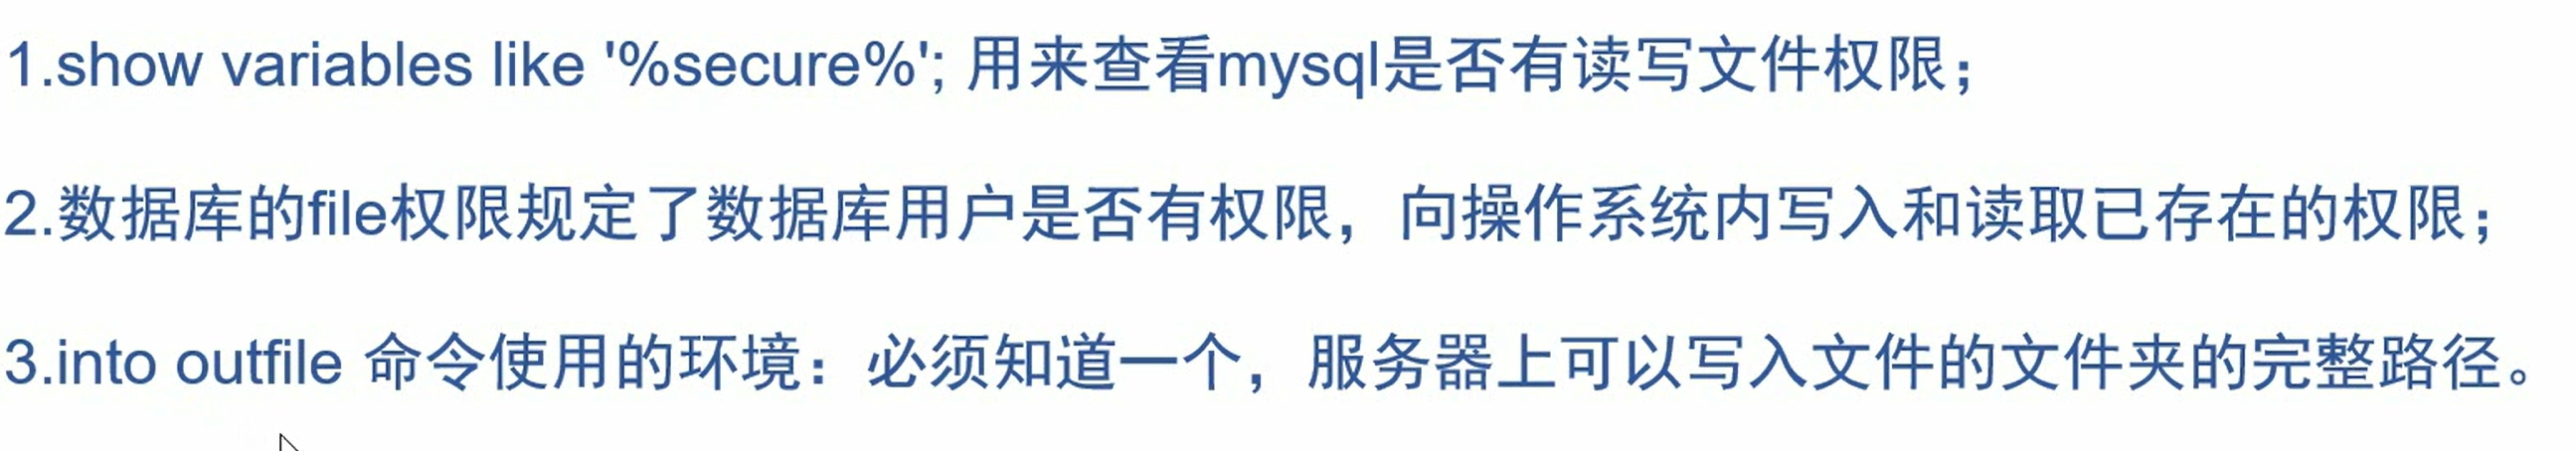 1.show variables like '%secure%'; 用来查看mysql是否有读写文件权限；
2.数据库的file权限规定了数据库用户是否有权限，向操作系统内写入和读取已存在的权限；
3.into outfile 命令使用的环境：必须知道一个，服务器上可以写入文件的文件夹的完整路径。